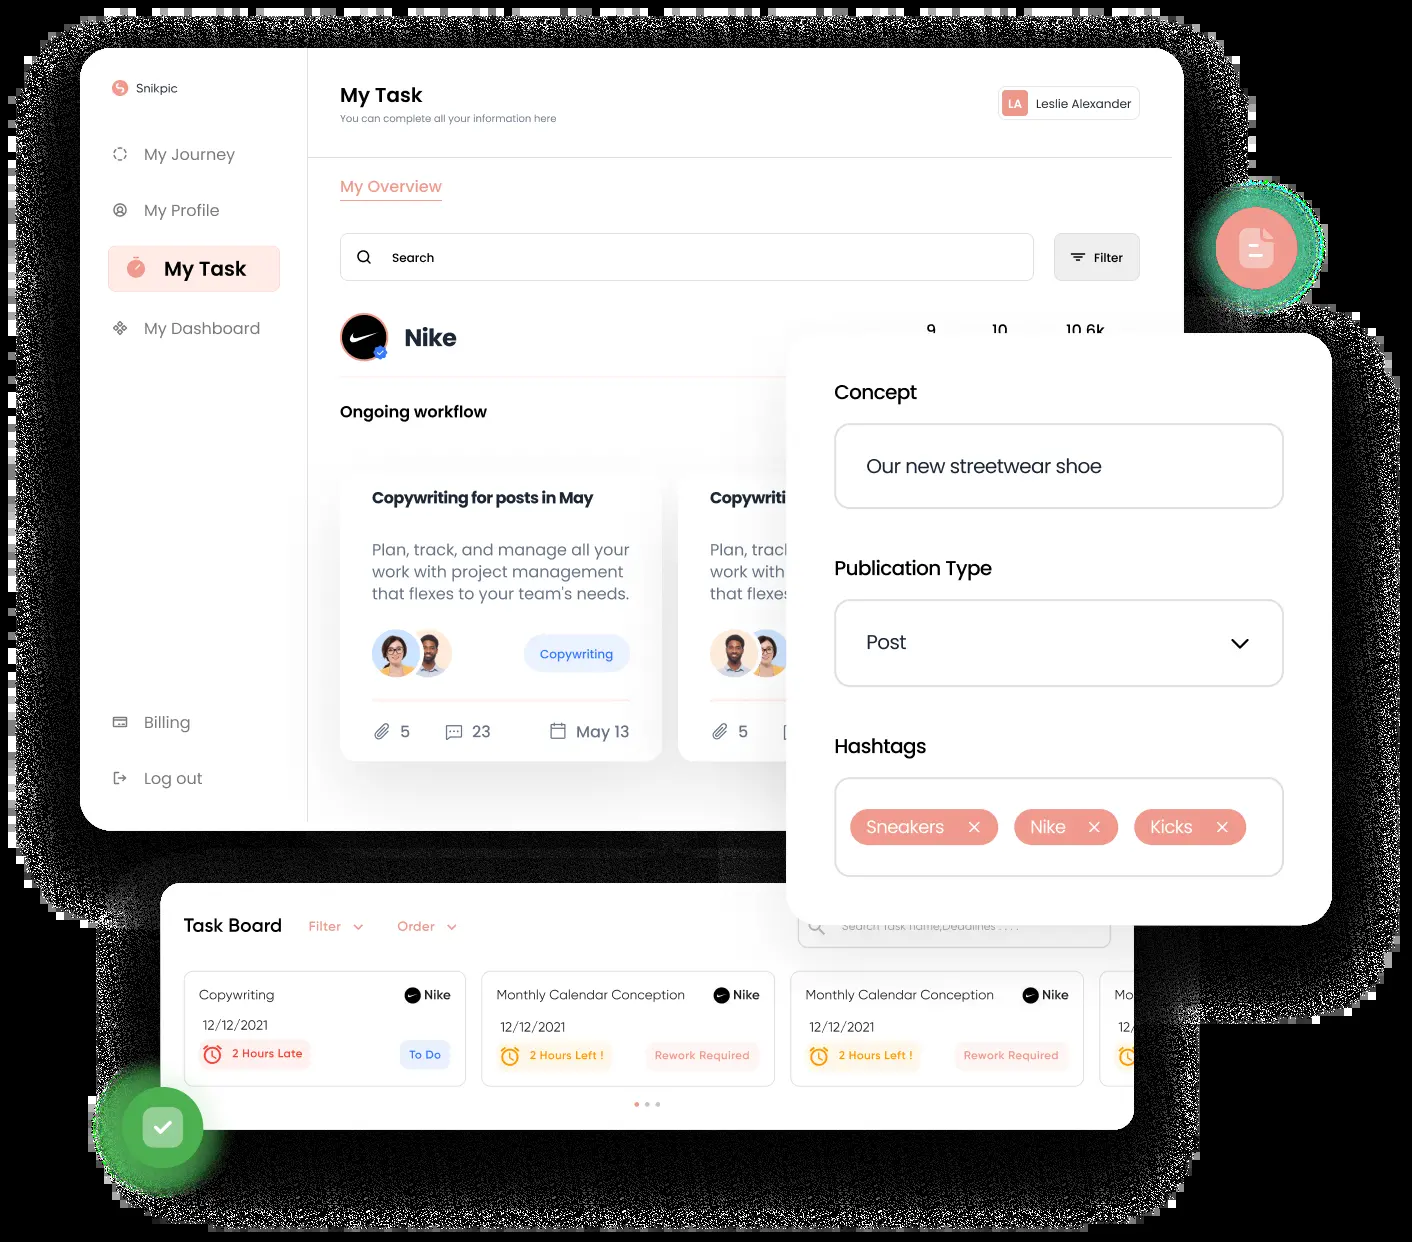 Snikpic
My Journey
My Profile
My Task
My Dashboard
Billing
Log out
My Task
You can complete all your information here
LA
Leslie Alexander
My Overview
Search
Filter
Nike
9
10
10.6k
Ongoing workflow
Copywriting for posts in May
Plan, track, and manage all your
work with project management
that flexes to your team's needs.
Copywriting
5
23
May 13
Copywriti
Plan, tracl
work with
that flexe
5
Concept
Our new streetwear shoe
Publication Type
Post
Hashtags
Sneakers
Nike
Kicks
Task Board
Filter
Order
Search Task name,Deadlines . . . .
Copywriting
Nike
12/12/2021
2 Hours Late
To Do
Monthly Calendar Conception
Nike
12/12/2021
2 Hours Left !
Rework Required
Monthly Calendar Conception
Nike
12/12/2021
2 Hours Left !
Rework Required
Mo
12/